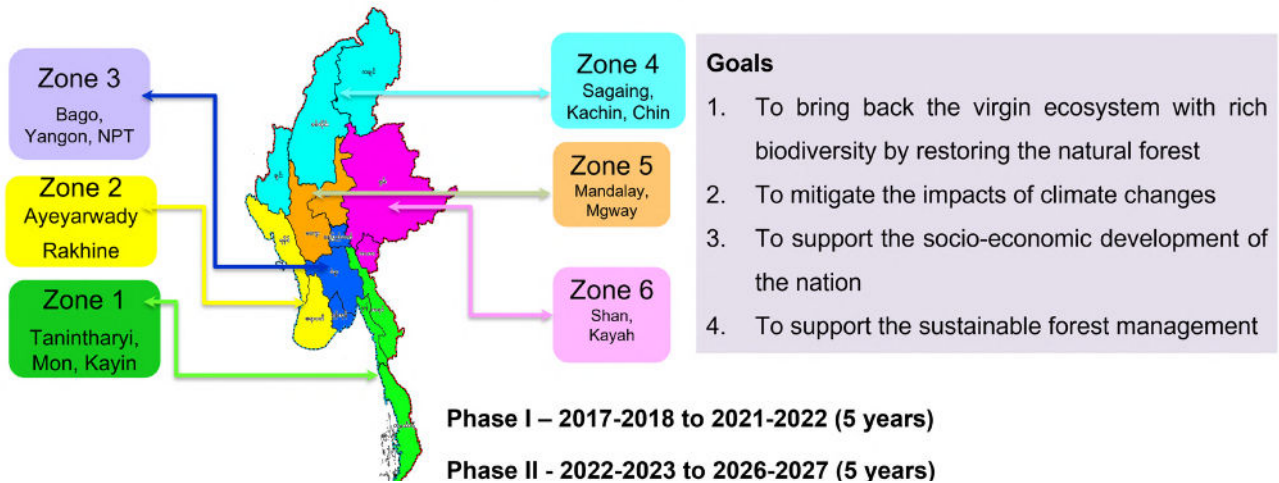 Zone 3
Bago,
Yangon, NPT
Zone 2
Ayeyarwady
Rakhine
Zone 1
Tanintharyi,
Mon, Kayin
Zone 4
Sagaing,
Kachin, Chin
Zone 5
Mandalay,
Mgway
Zone 6
Shan,
Kayah
Goals
1. To bring back the virgin ecosystem with rich
biodiversity by restoring the natural forest
2. To mitigate the impacts of climate changes
3. To support the socio-economic development of
the nation
4. To support the sustainable forest management
Phase I – 2017-2018 to 2021-2022 (5 years)
Phase II - 2022-2023 to 2026-2027 (5 years)